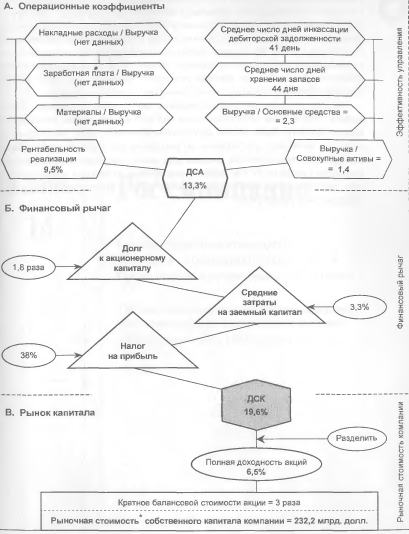 А. Операционные коэффициенты
Накладные расходы / Выручка
(нет данных)
Среднее число дней инкассации
дебиторской задолженности
41 день
Заработная плата / Выручка
(нет данных)
Среднее число дней
хранения запасов
44 дня
Материалы / Выручка
(нет данных)
Выручка / Основные средства =
= 2,3
Эффективность управления
Рентабельность
реализации
9,5%
ДСА
13,3%
Выручка /
Совокупные активы =
= 1,4
Б. Финансовый рычаг
Долг
к акционерному
капиталу
1,8 раза
Средние
затраты
на заемный капитал
3,3%
Налог
на прибыль
38%
Финансовый рычаг
ДСК
19,6%
В. Рынок капитала
Разделить
Полная доходность акций
6,5%
Кратное балансовой стоимости акции = 3 раза
Рыночная стоимость* собственного капитала компании = 232,2 млрд. долл.
Рыночная стоимость компании